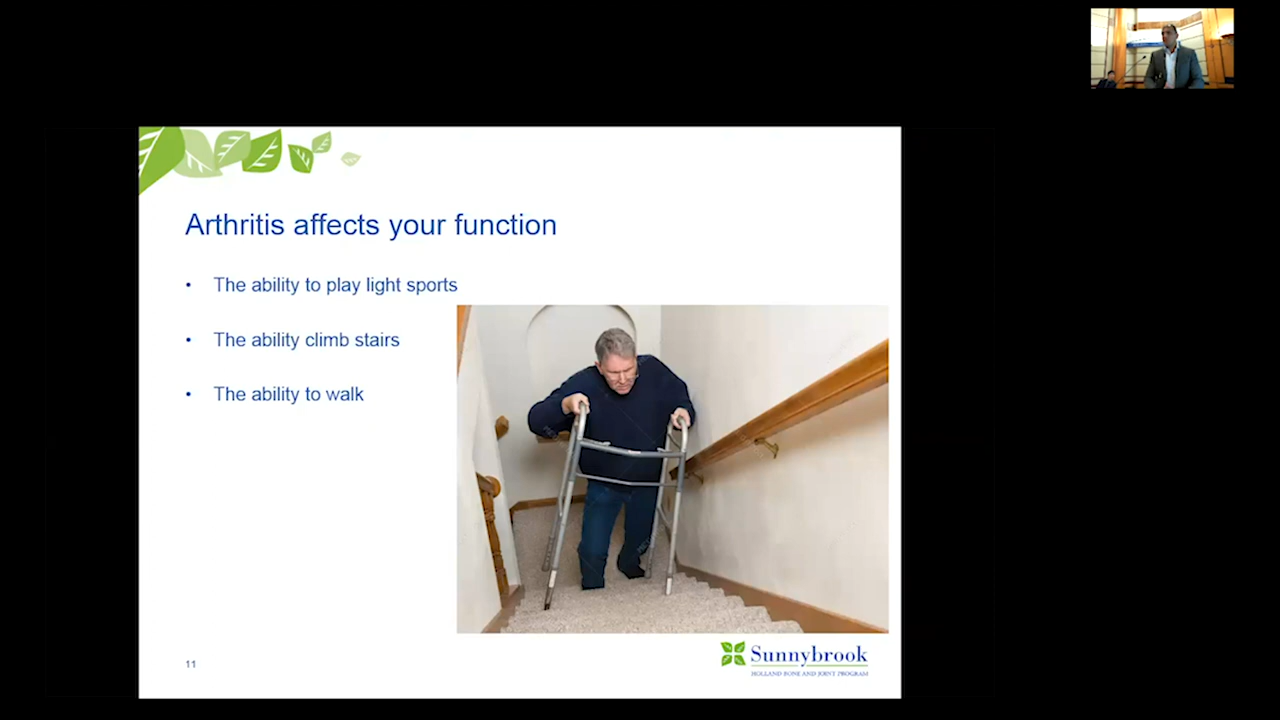 Arthritis affects your function
• The ability to play light sports
• The ability climb stairs
• The ability to walk
11
Sunnybrook
HOLLAND BONE AND JOINT PROGRAM